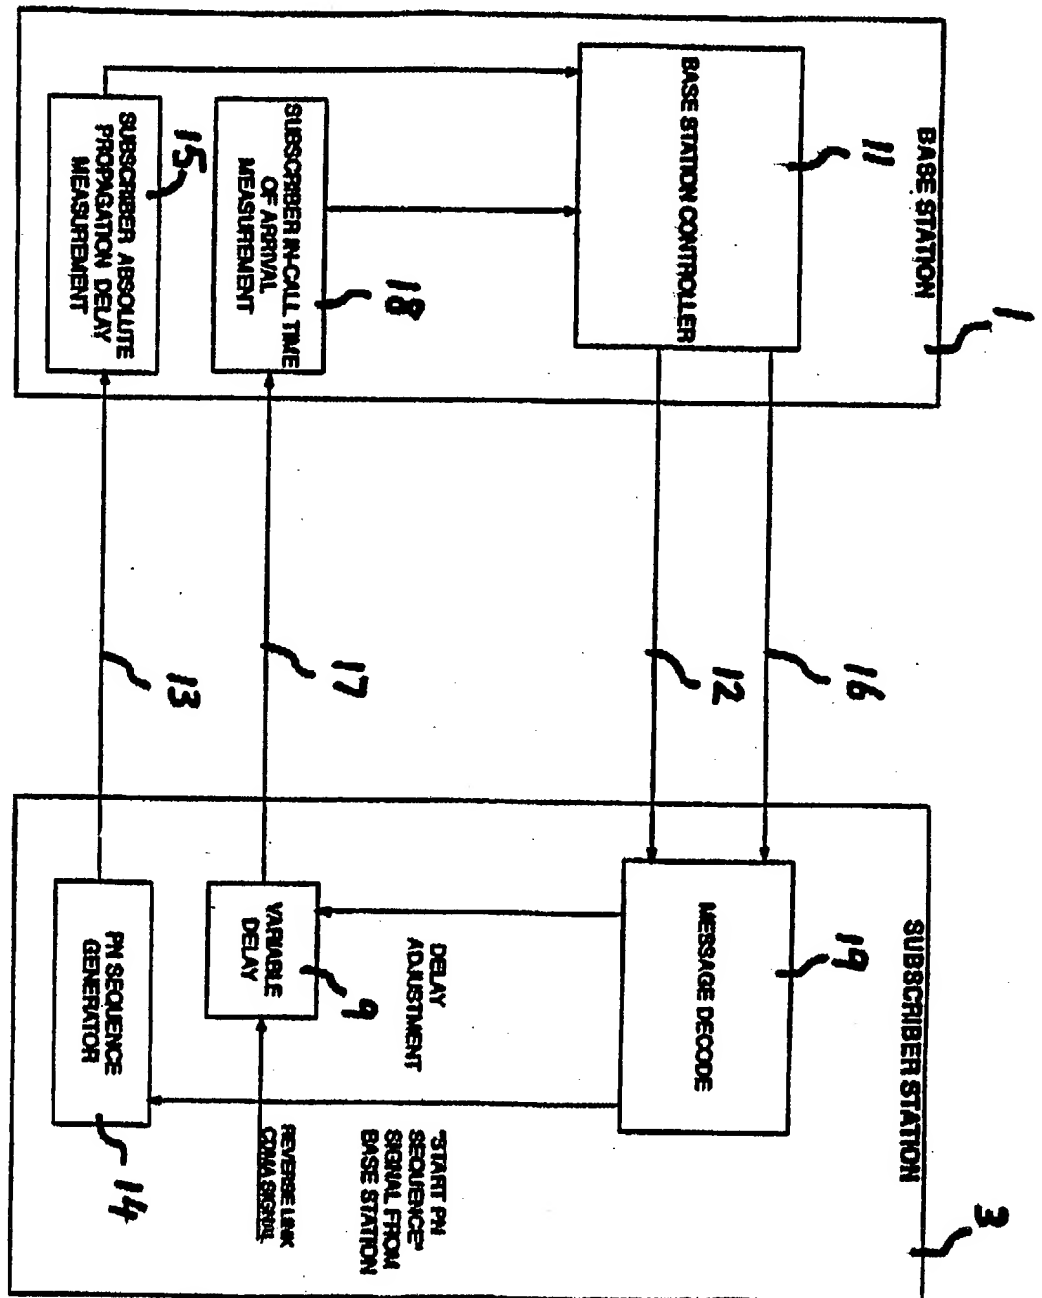 BASE STATION
1
11
BASE STATION CONTROLLER
18
SUBSCRIBER IN-CALL TIME
OF ARRIVAL
MEASUREMENT
15
SUBSCRIBER ABSOLUTE
PROPAGATION DELAY
MEASUREMENT
16
12
17
13
SUBSCRIBER STATION
3
19
MESSAGE DECODE
DELAY
ADJUSTMENT
"START PN
SEQUENCE"
SIGNAL FROM
BASE STATION
9
VARIABLE
DELAY
REVERSE LINK
CDMA SIGNAL
PN SEQUENCE
GENERATOR
14